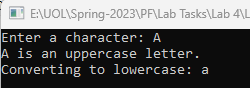 E:\UOL\Spring-2023\PF\Lab Tasks\Lab 4\L
Enter a character: A
A is an uppercase letter.
Converting to lowercase: a